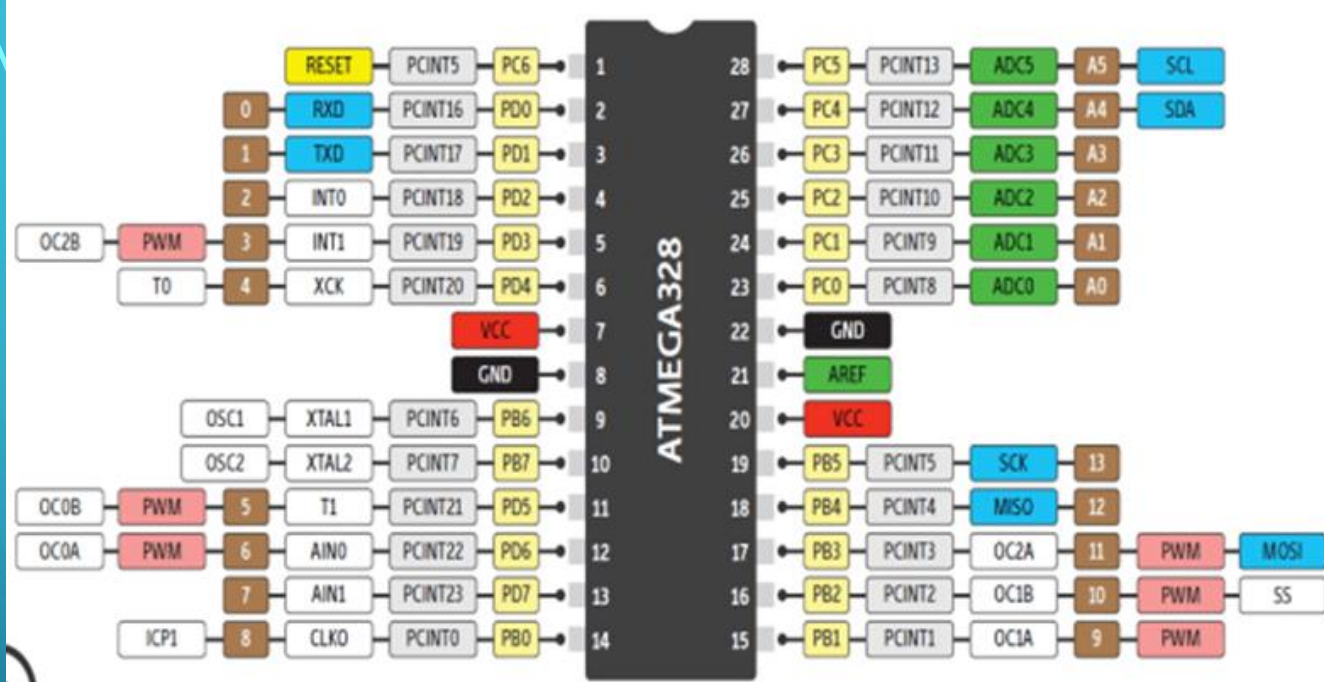 RESET PCINT5 PC6 1 28 PC5 PCINT13 ADC5 A5 SCL
0 RXD PCINT16 PD0 2 27 PC4 PCINT12 ADC4 A4 SDA
1 TXD PCINT17 PD1 3 26 PC3 PCINT11 ADC3 A3
2 INT0 PCINT18 PD2 4 25 PC2 PCINT10 ADC2 A2
OC2B PWM 3 INT1 PCINT19 PD3 5 24 PC1 PCINT9 ADC1 A1
T0 4 XCK PCINT20 PD4 6 23 PC0 PCINT8 ADC0 A0
VCC 7 22 GND
GND 8 21 AREF
OSC1 XTAL1 PCINT6 PB6 9 20 VCC
OSC2 XTAL2 PCINT7 PB7 10 19 PB5 PCINT5 SCK 13
OC0B PWM 5 T1 PCINT21 PD5 11 18 PB4 PCINT4 MISO 12
OC0A PWM 6 AIN0 PCINT22 PD6 12 17 PB3 PCINT3 OC2A 11 PWM MOSI
7 AIN1 PCINT23 PD7 13 16 PB2 PCINT2 OC1B 10 PWM SS
ICP1 8 CLKO PCINT0 PB0 14 15 PB1 PCINT1 OC1A 9 PWM
ATMEGA328